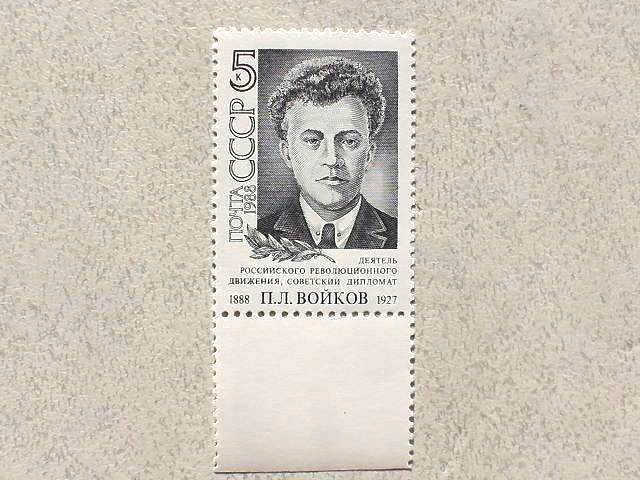 5 К
ПОЧТА СССР
1988
ДЕЯТЕЛЬ
РОССИЙСКОГО РЕВОЛЮЦИОННОГО
ДВИЖЕНИЯ, СОВЕТСКИЙ ДИПЛОМАТ
1888 П.Л. ВОЙКОВ 1927